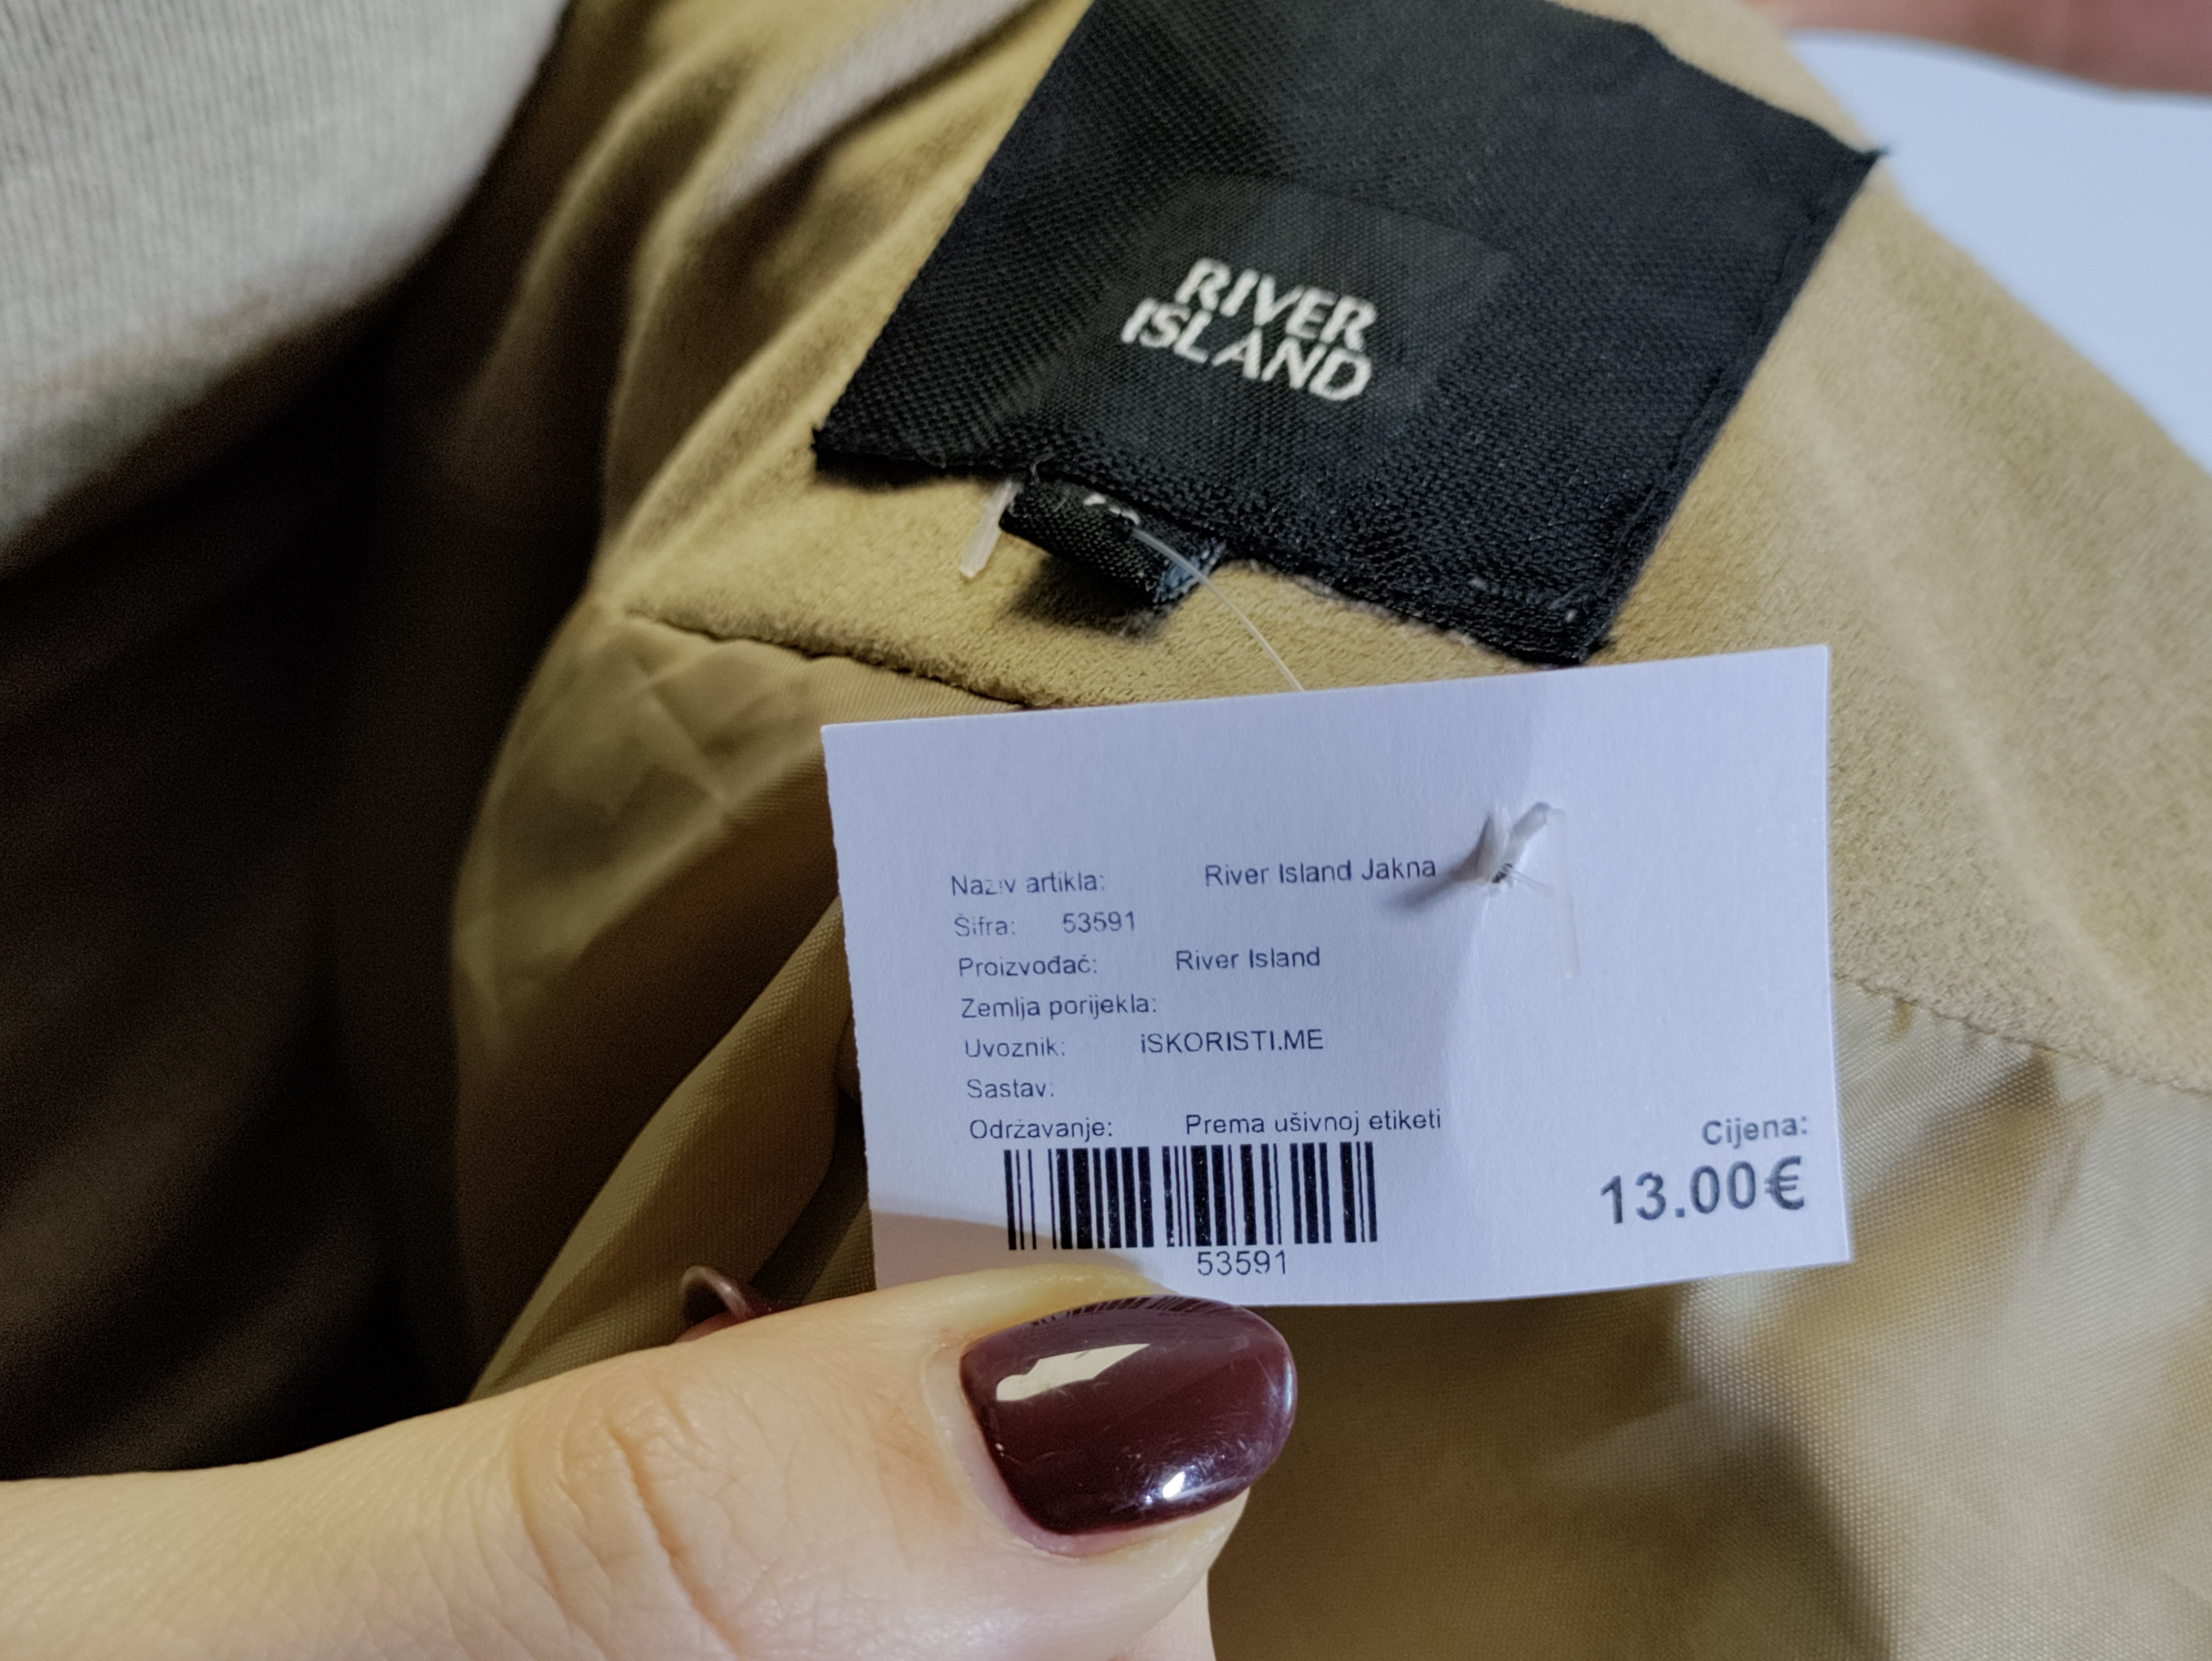 RIVER
ISLAND
Naziv artikla: River Island Jakna
Šifra: 53591
Proizvođač: River Island
Zemlja porijekla:
Uvoznik: iSKORISTI.ME
Sastav:
Održavanje: Prema ušivnoj etiketi
53591
Cijena:
13.00€